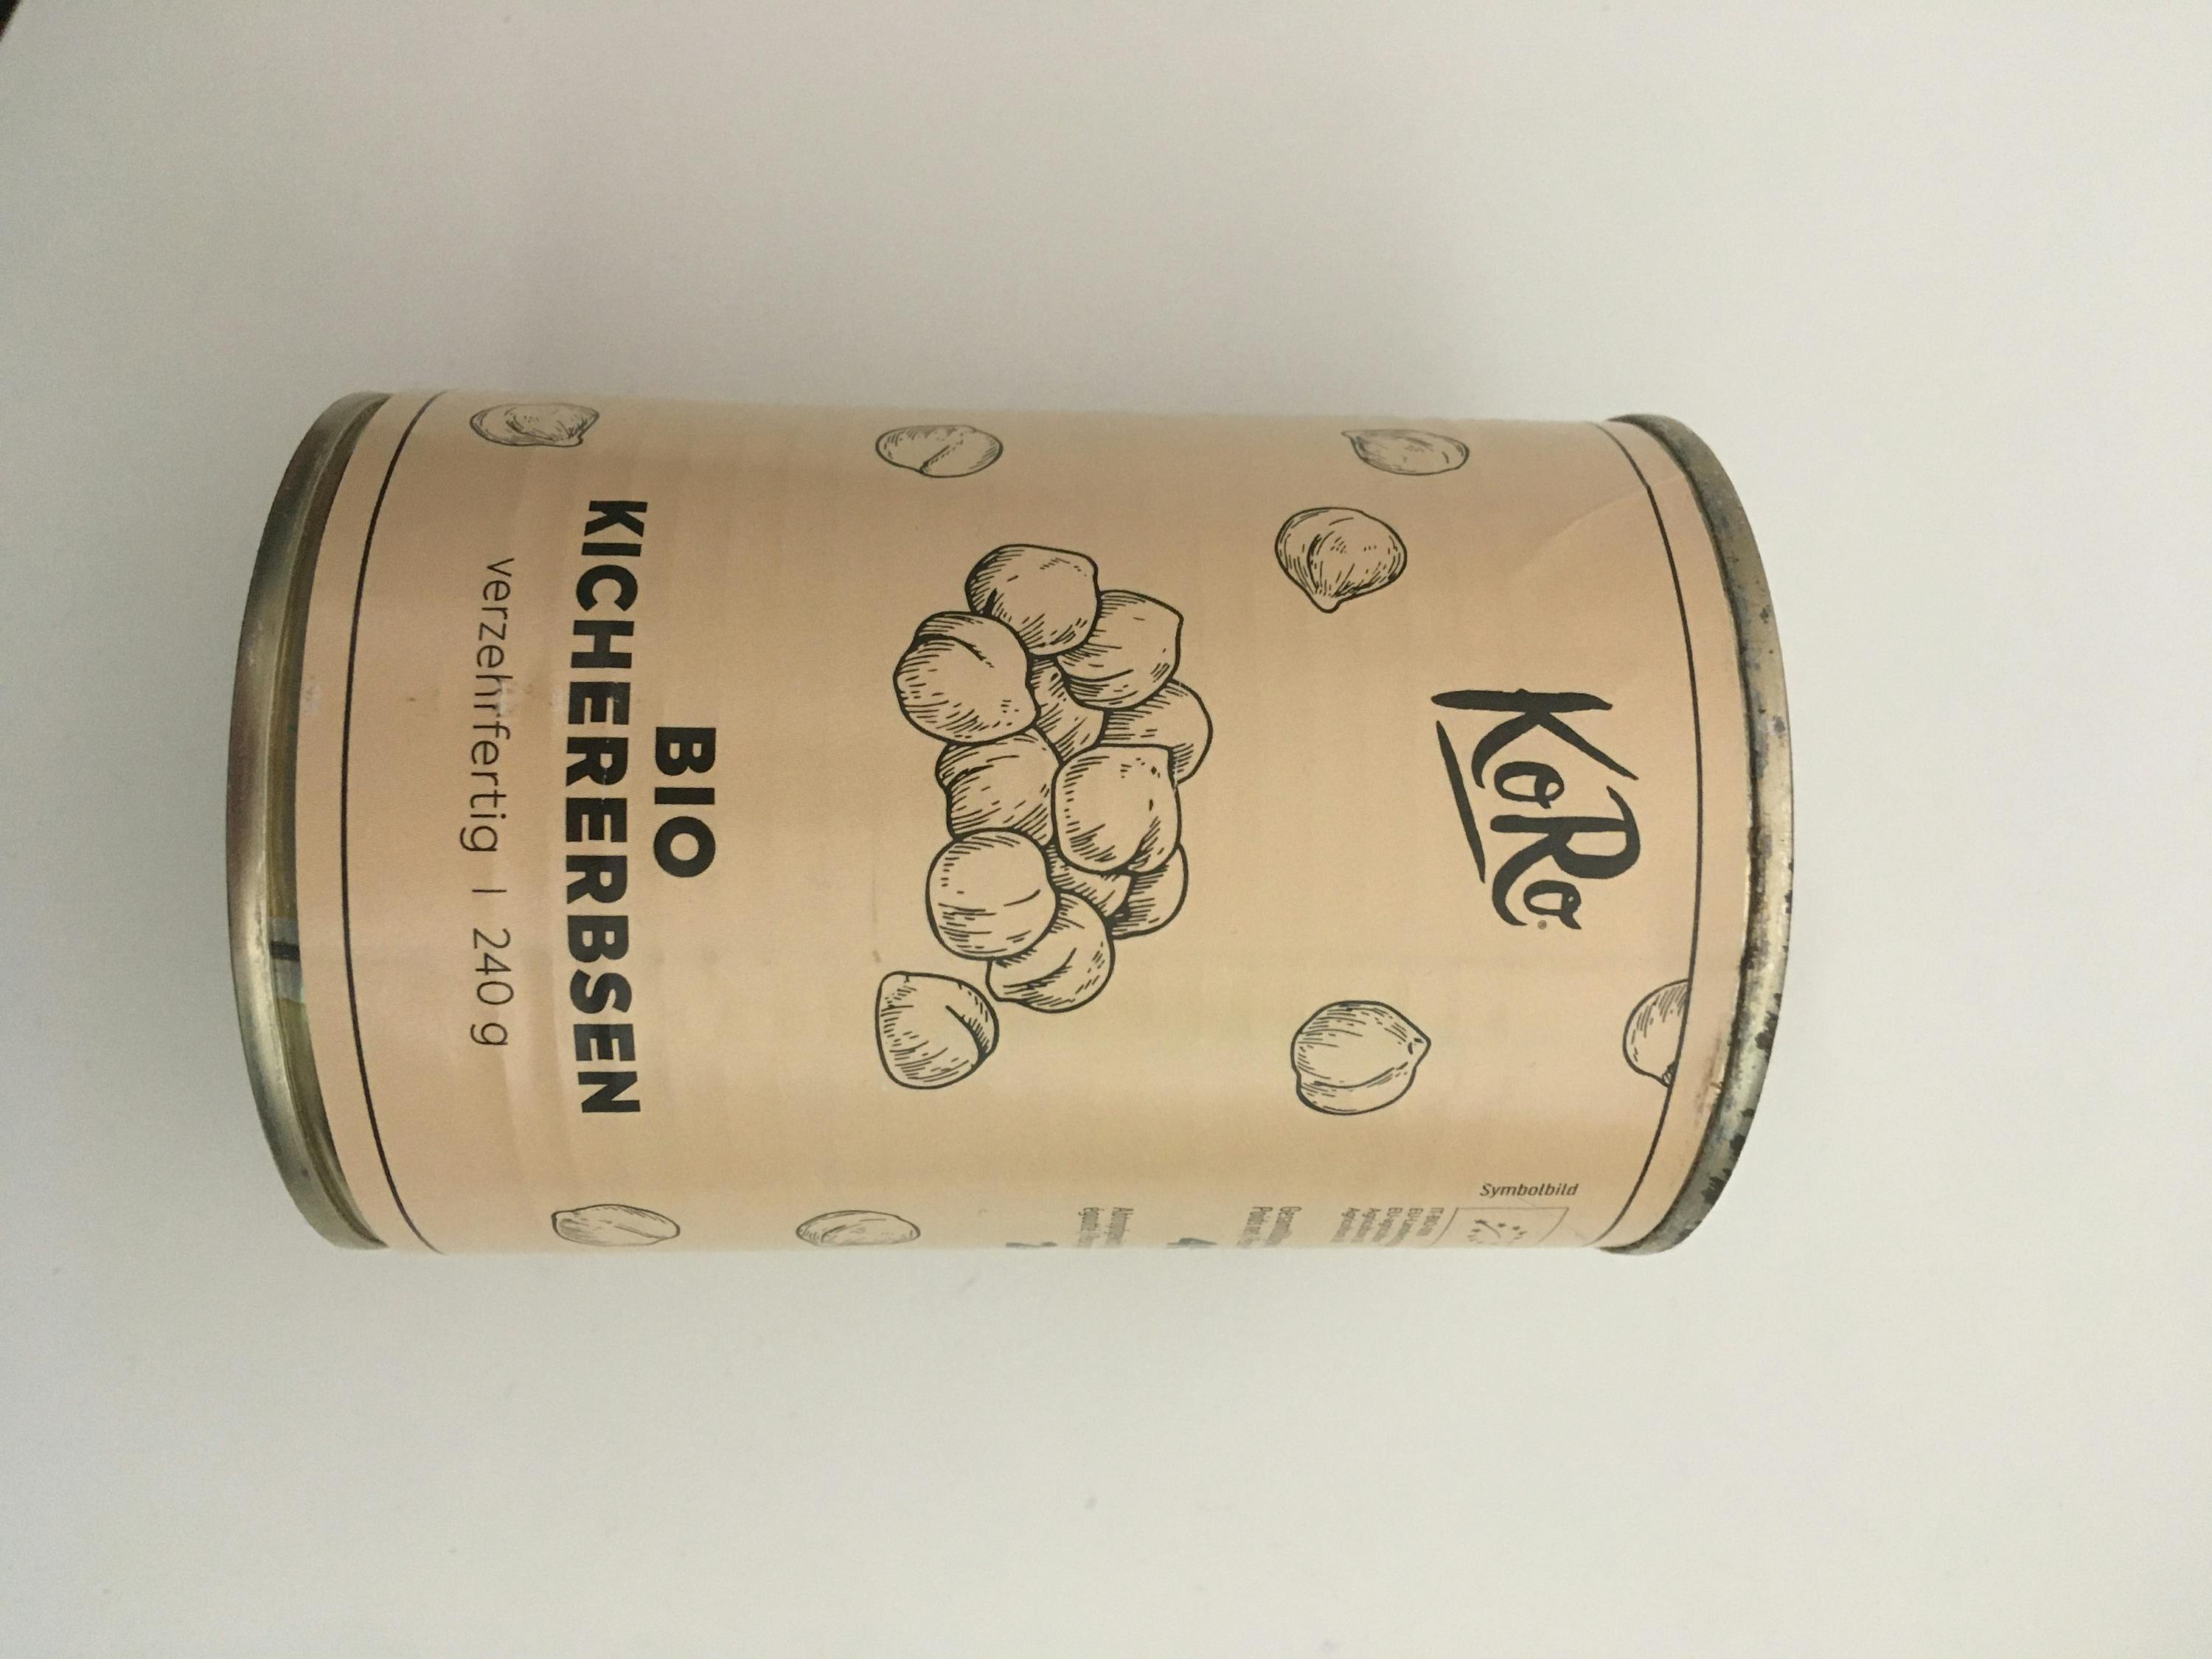 KoRo
BIO
KICHERERBSEN
verzehrfertig | 240 g
Symbolbild